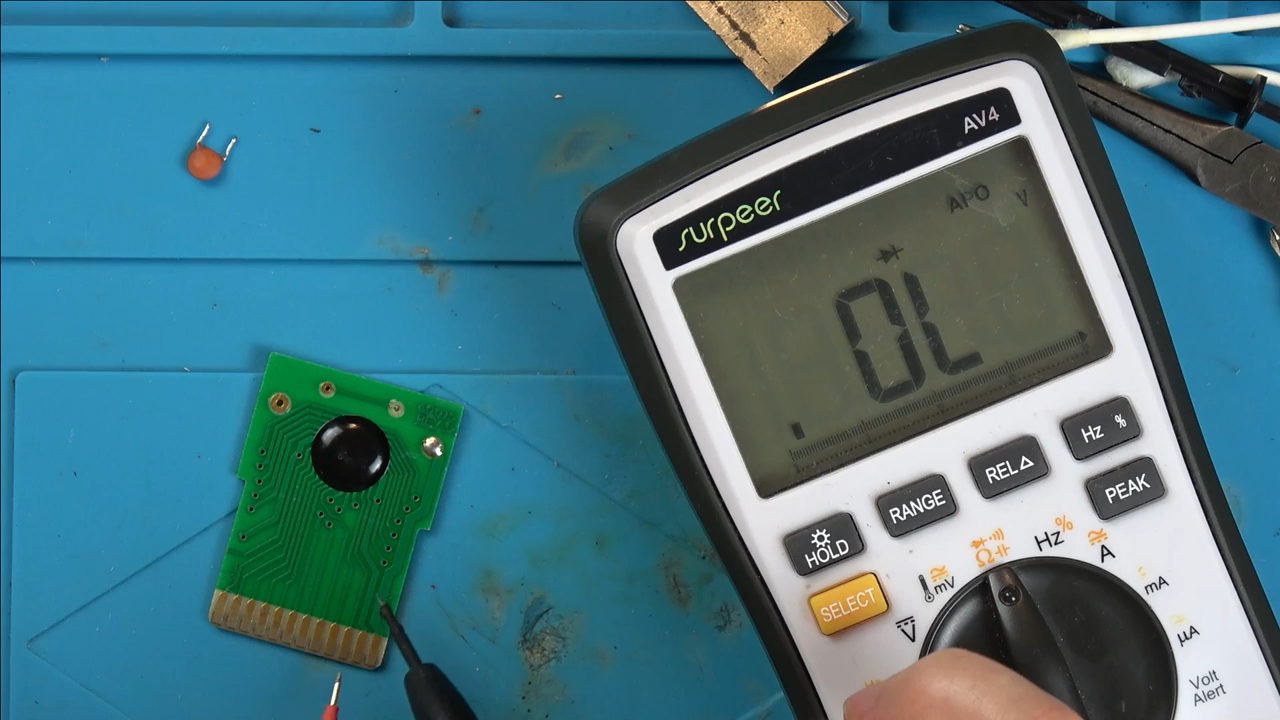 surpeer
AV4
APO V
OL
HOLD
RANGE
REL△
Hz %
SELECT
PEAK
mV
Ω
Hz%
A
mA
µA
V
Volt
Alert